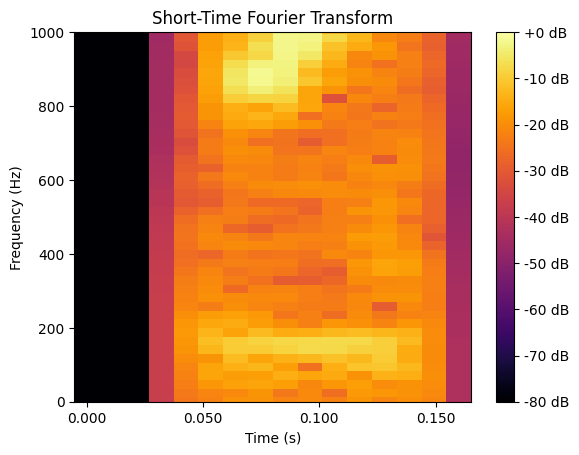 Short-Time Fourier Transform
1000
800
600
400
200
0
Frequency (Hz)
0.000
0.050
0.100
0.150
Time (s)
+0 dB
-10 dB
-20 dB
-30 dB
-40 dB
-50 dB
-60 dB
-70 dB
-80 dB